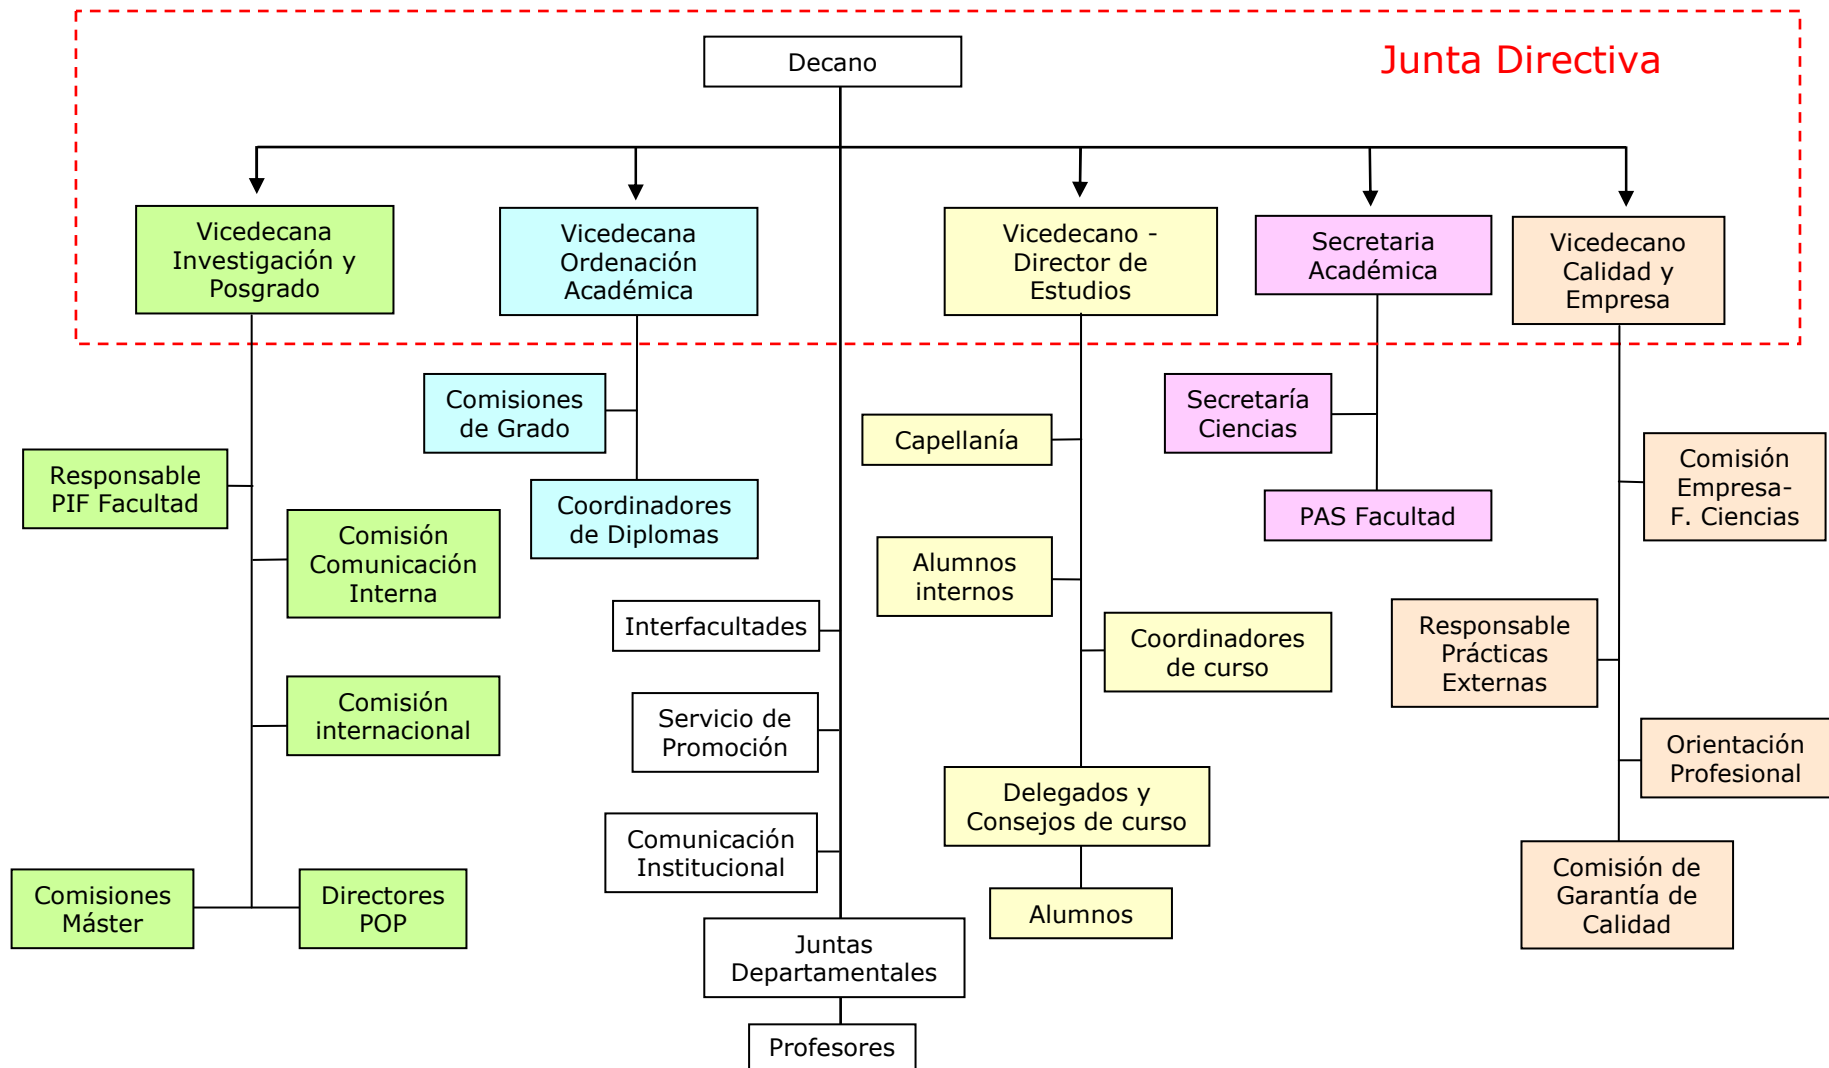 Junta Directiva
Decano
Vicedecana
Investigación y
Posgrado
Vicedecana
Ordenación
Académica
Vicedecano -
Director de
Estudios
Secretaria
Académica
Vicedecano
Calidad y
Empresa
Responsable
PIF Facultad
Comisión
Comunicación
Interna
Comisión
internacional
Comisiones
Máster
Directores
POP
Comisiones
de Grado
Coordinadores
de Diplomas
Interfacultades
Servicio de
Promoción
Comunicación
Institucional
Juntas
Departamentales
Profesores
Capellanía
Alumnos
internos
Coordinadores
de curso
Delegados y
Consejos de curso
Alumnos
Secretaría
Ciencias
PAS Facultad
Comisión
Empresa-
F. Ciencias
Responsable
Prácticas
Externas
Orientación
Profesional
Comisión de
Garantía de
Calidad